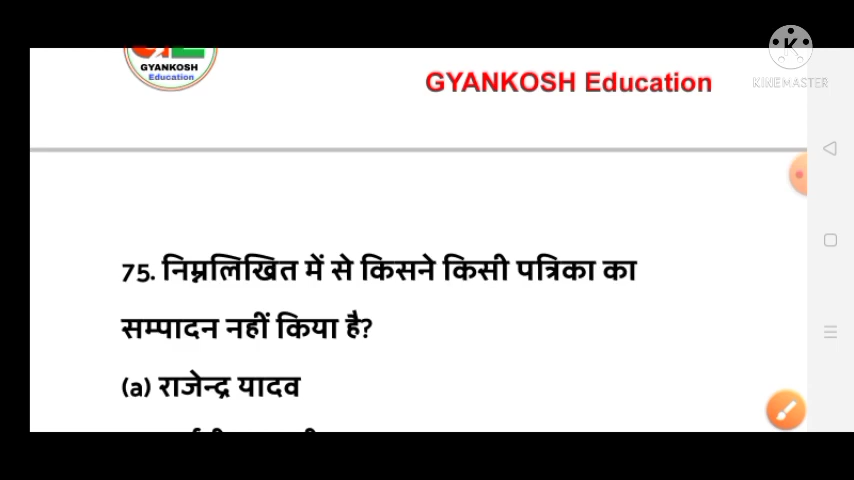 GYANKOSH
Education
GYANKOSH Education
KINEMASTER
75. निम्नलिखित में से किसने किसी पत्रिका का
सम्पादन नहीं किया है?
(a) राजेन्द्र यादव